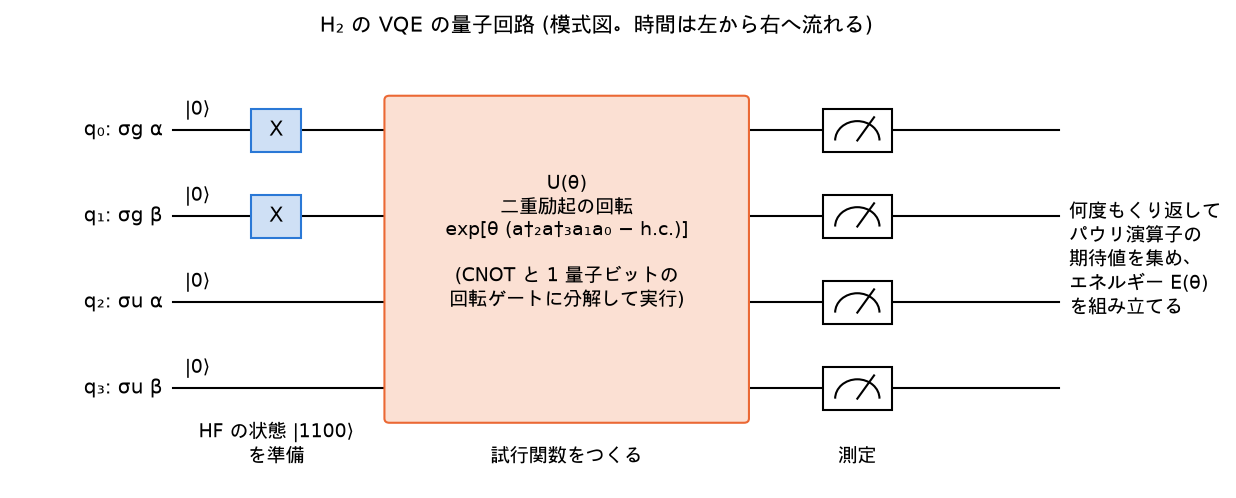 H₂ の VQE の量子回路 (模式図。時間は左から右へ流れる)
|0⟩
q₀: σg α
X
|0⟩
q₁: σg β
X
|0⟩
q₂: σu α
|0⟩
q₃: σu β
HF の状態 |1100⟩
を準備
U(θ)
二重励起の回転
exp[θ (a†₂a†₃a₁a₀ − h.c.)]
(CNOT と 1 量子ビットの
回転ゲートに分解して実行)
試行関数をつくる
測定
何度もくり返して
パウリ演算子の
期待値を集め、
エネルギー E(θ)
を組み立てる